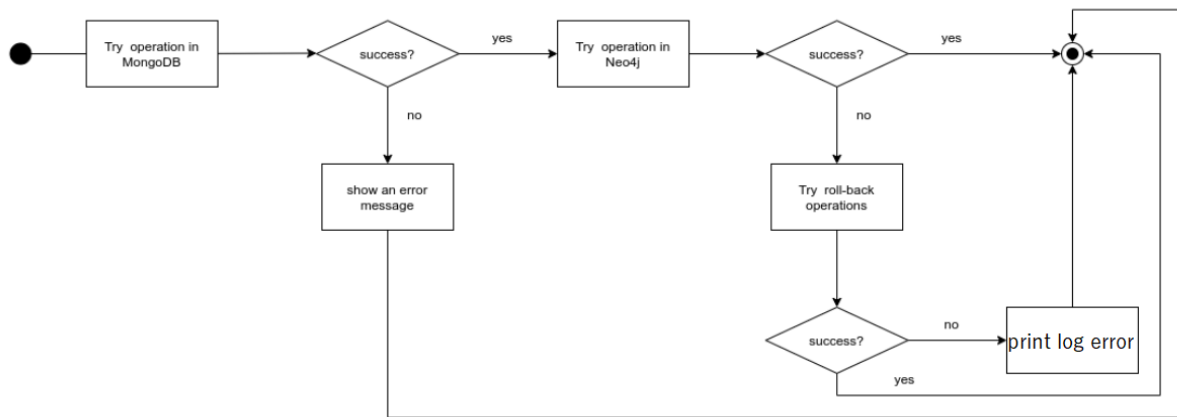 Try operation in
MongoDB
success?
yes
Try operation in
Neo4j
success?
yes
no
no
show an error
message
Try roll-back
operations
success?
no
print log error
yes